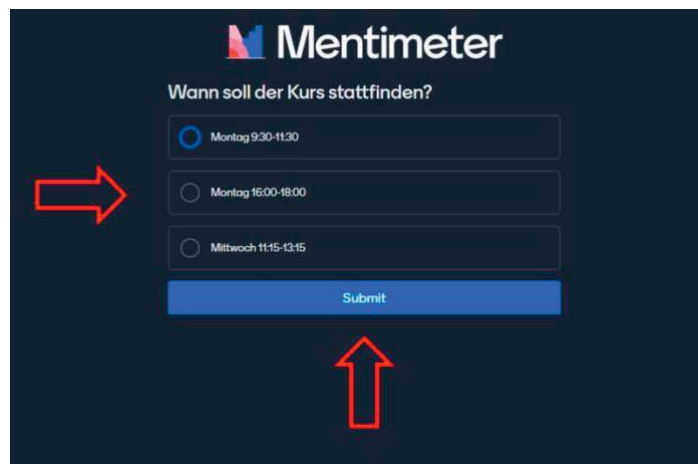 Mentimeter
Wann soll der Kurs stattfinden?
Montag 9:30-11:30
Montag 16:00-18:00
Mittwoch 11:15-13:15
Submit